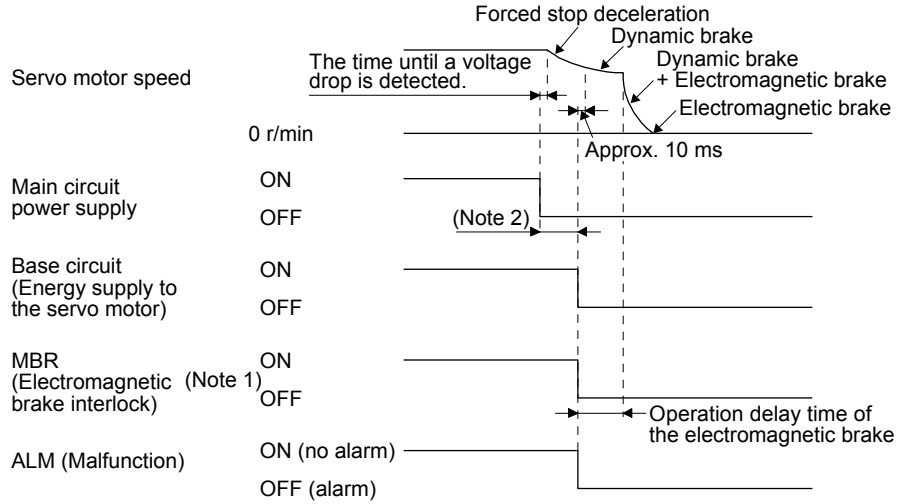 Forced stop deceleration
Dynamic brake
The time until a voltage
drop is detected.
Dynamic brake
+ Electromagnetic brake
Servo motor speed
Electromagnetic brake
0 r/min
Approx. 10 ms
Main circuit
power supply
ON
OFF
(Note 2)
Base circuit
(Energy supply to
the servo motor)
ON
OFF
MBR
(Electromagnetic
brake interlock)
(Note 1)
ON
OFF
Operation delay time of
the electromagnetic brake
ALM (Malfunction)
ON (no alarm)
OFF (alarm)